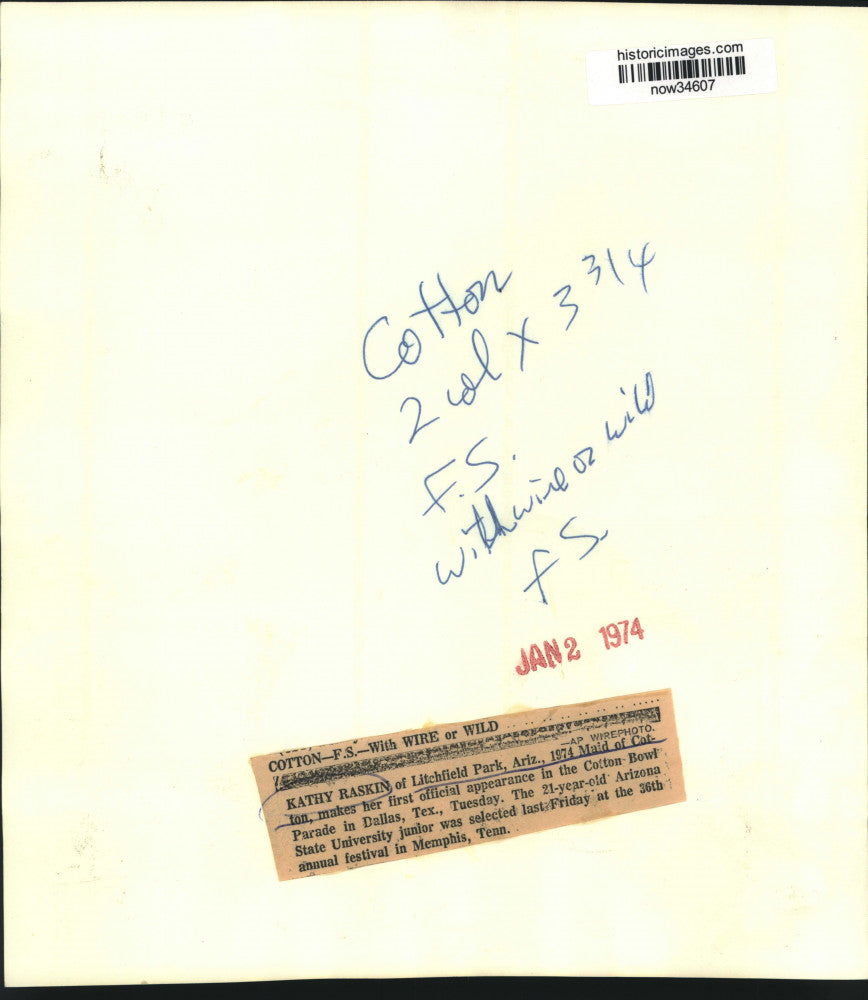 historicimages.com
now34607
Cotton
2 col x 3 3/4
F.S.
with wire or wild
F.S.
JAN 2 1974
COTTON—F.S.—With WIRE or WILD
—AP WIREPHOTO.
KATHY RASKIN of Litchfield Park, Ariz., 1974 Maid of Cot-
ton, makes her first official appearance in the Cotton Bowl
Parade in Dallas, Tex., Tuesday. The 21-year-old Arizona
State University junior was selected last Friday at the 36th
annual festival in Memphis, Tenn.